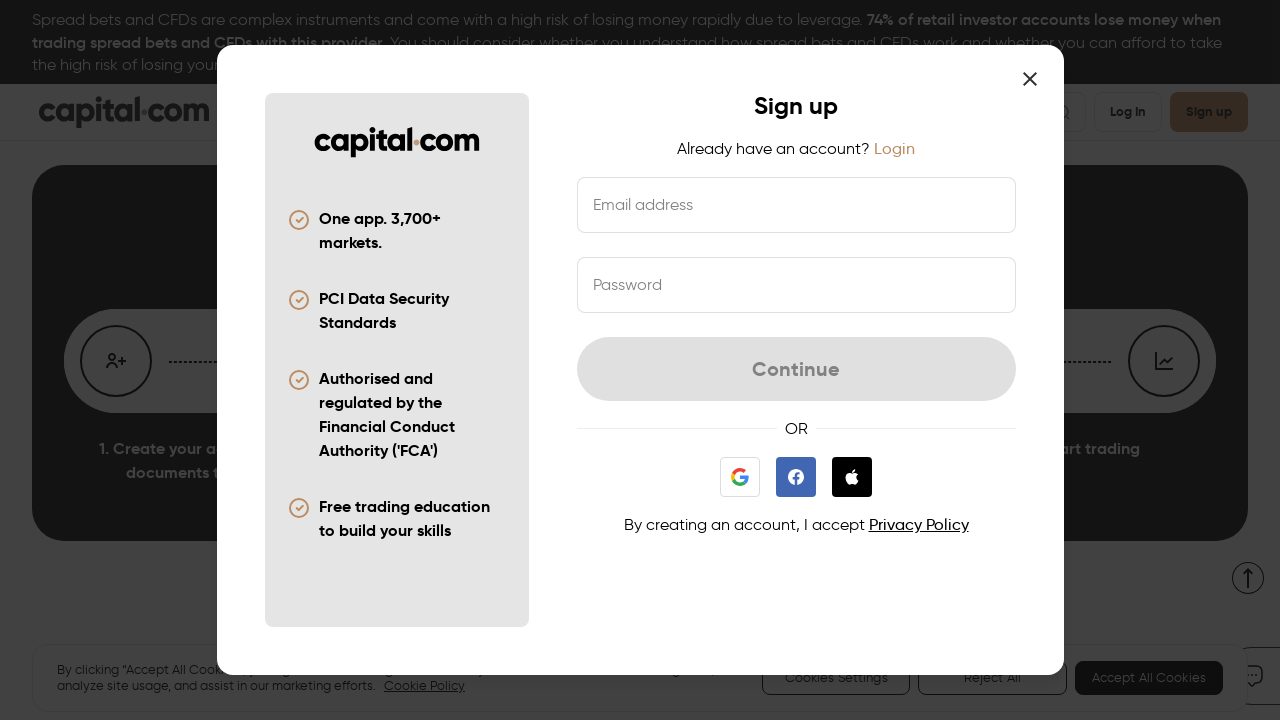 Spread bets and CFDs are complex instruments and come with a high risk of losing money rapidly due to leverage. 74% of retail investor accounts lose money when
trading spread bets and CFDs with this provider. You should consider whether you understand how spread bets and CFDs work and whether you can afford to take
the high risk of losing your
capital.com
Log In
Sign up
1. Create your a
documents t
art trading
capital.com
One app. 3,700+
markets.
PCI Data Security
Standards
Authorised and
regulated by the
Financial Conduct
Authority ('FCA')
Free trading education
to build your skills
Sign up
Already have an account? Login
Email address
Password
Continue
OR
By creating an account, I accept Privacy Policy
By clicking “Accept All Cook
analyze site usage, and assist in our marketing efforts. Cookie Policy
Cookies Settings
Reject All
Accept All Cookies